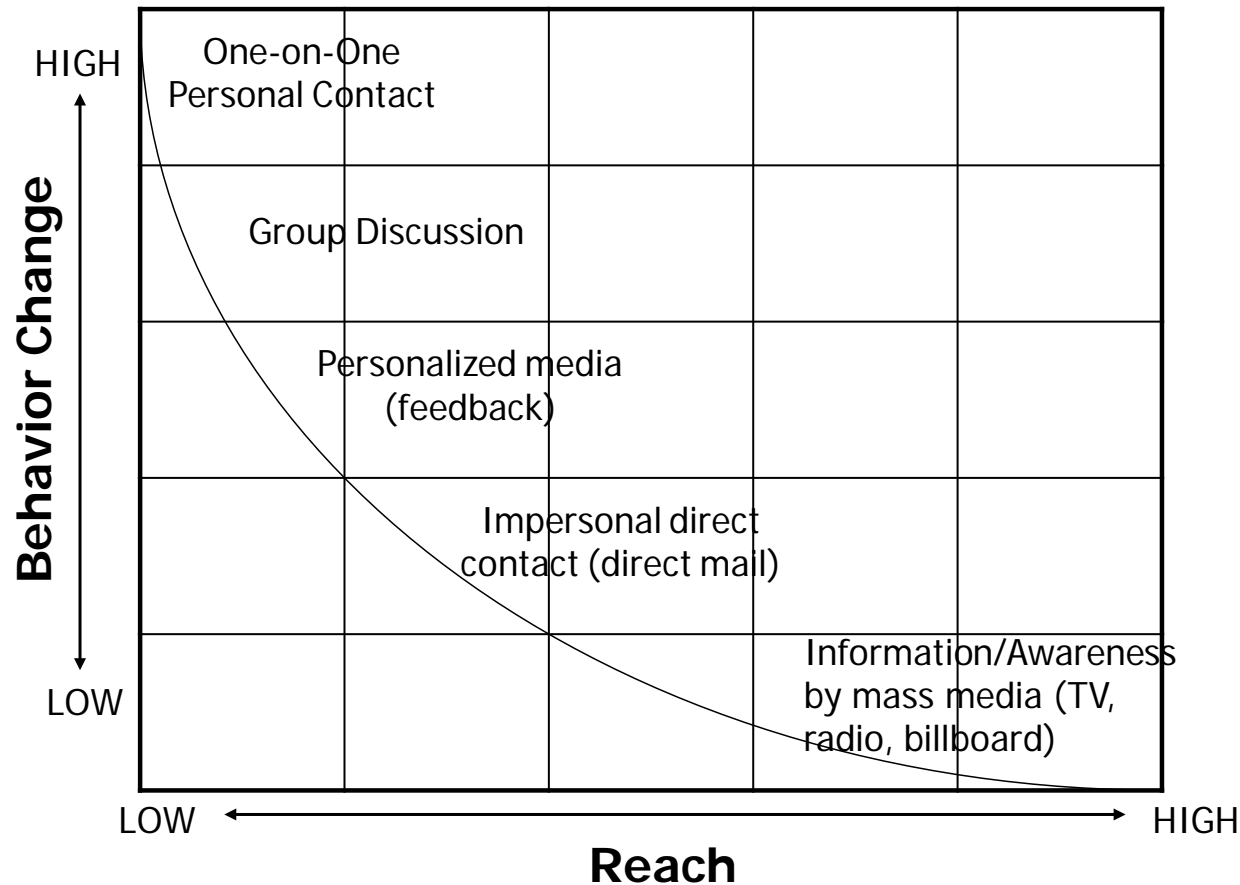 HIGH
One-on-One
Personal Contact
Group Discussion
Behavior Change
Personalized media
(feedback)
Impersonal direct
contact (direct mail)
Information/Awareness
by mass media (TV,
radio, billboard)
LOW
LOW
HIGH
Reach